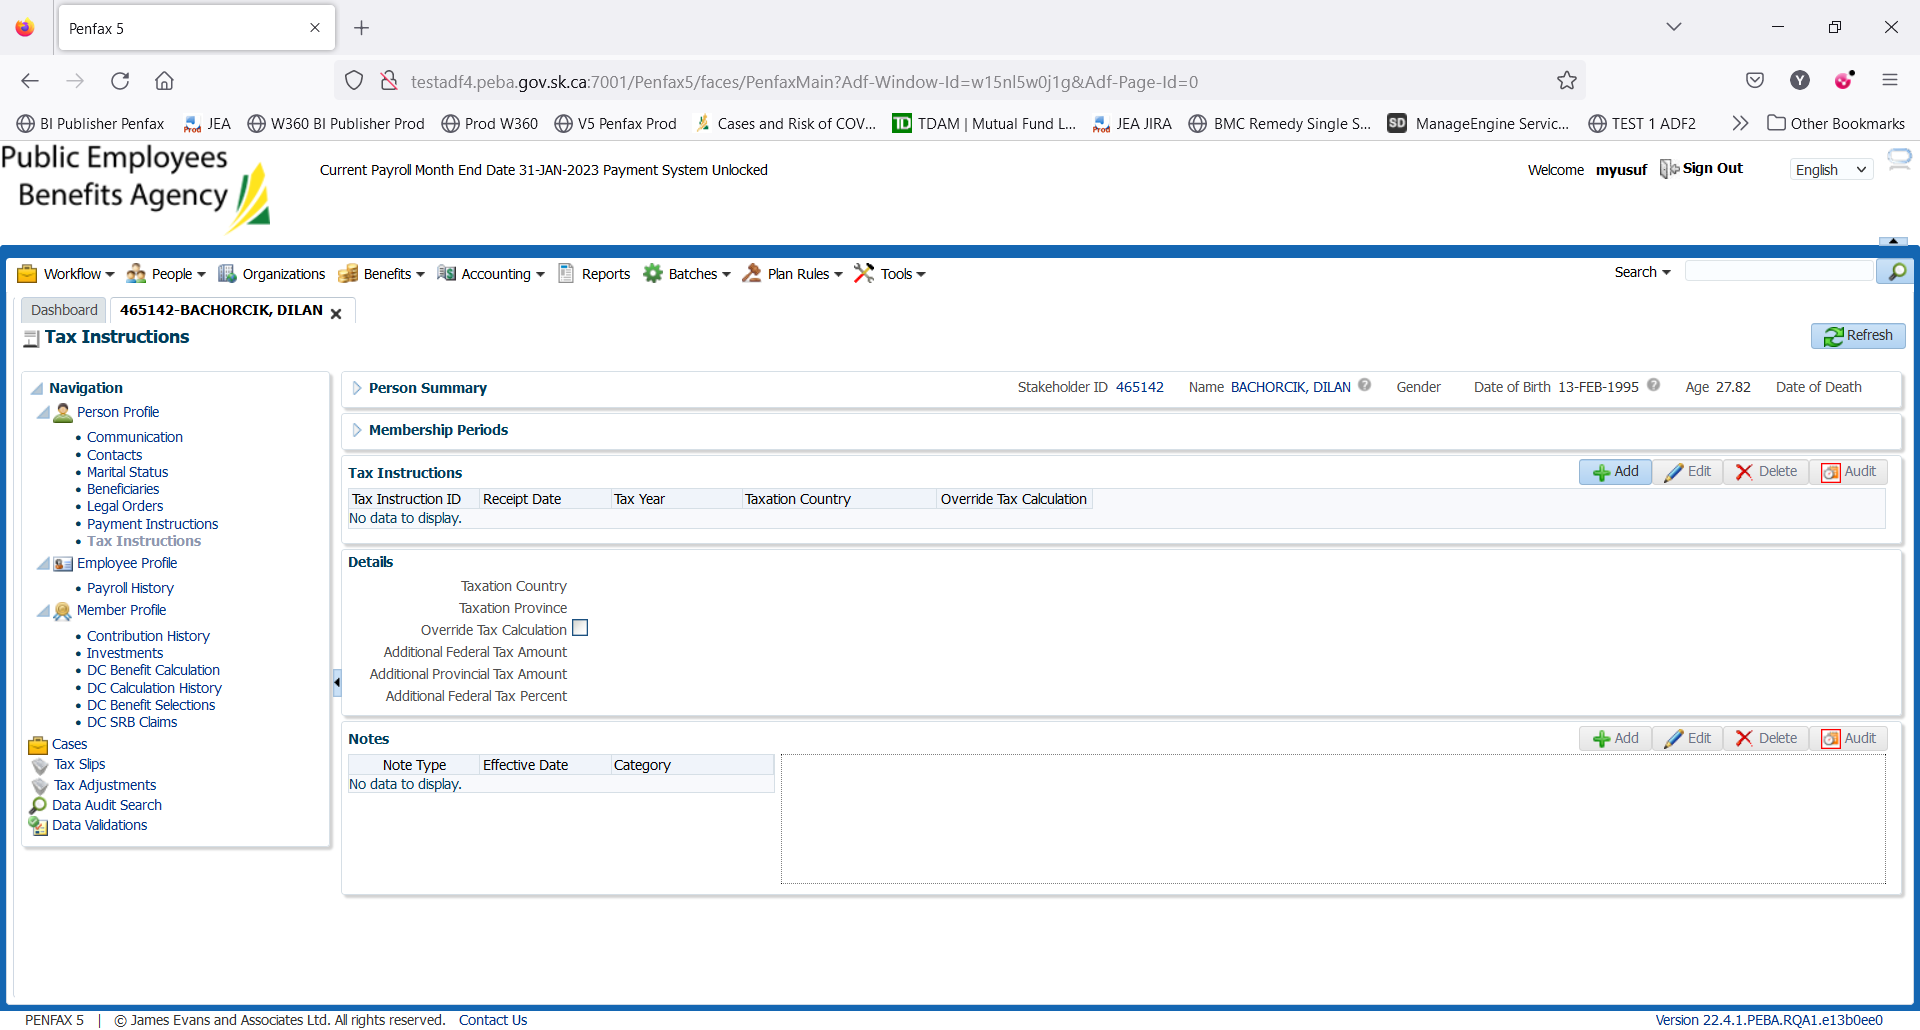 Penfax 5
testadf4.peba.gov.sk.ca:7001/Penfax5/faces/PenfaxMain?Adf-Window-Id=w15nl5w0j1g&Adf-Page-Id=0
Y
BI Publisher Penfax
JEA
W360 BI Publisher Prod
Prod W360
V5 Penfax Prod
Cases and Risk of COV...
TDAM | Mutual Fund L...
JEA JIRA
BMC Remedy Single S...
SD ManageEngine Servic...
TEST 1 ADF2
Other Bookmarks
Public Employees
Benefits Agency
Current Payroll Month End Date 31-JAN-2023 Payment System Unlocked
Welcome myusuf Sign Out English
Workflow People Organizations Benefits Accounting Reports Batches Plan Rules Tools Search
Dashboard 465142-BACHORCIK, DILAN
Tax Instructions
Refresh
Navigation
Person Profile
Communication
Contacts
Marital Status
Beneficiaries
Legal Orders
Payment Instructions
Tax Instructions
Employee Profile
Payroll History
Member Profile
Contribution History
Investments
DC Benefit Calculation
DC Calculation History
DC Benefit Selections
DC SRB Claims
Cases
Tax Slips
Tax Adjustments
Data Audit Search
Data Validations
Person Summary Stakeholder ID 465142 Name BACHORCIK, DILAN Gender Date of Birth 13-FEB-1995 Age 27.82 Date of Death
Membership Periods
Tax Instructions Add Edit Delete Audit
Tax Instruction ID Receipt Date Tax Year Taxation Country Override Tax Calculation
No data to display.
Details
Taxation Country
Taxation Province
Override Tax Calculation
Additional Federal Tax Amount
Additional Provincial Tax Amount
Additional Federal Tax Percent
Notes Add Edit Delete Audit
Note Type Effective Date Category
No data to display.
PENFAX 5 | © James Evans and Associates Ltd. All rights reserved. Contact Us
Version 22.4.1.PEBA.RQA1.e13b0ee0